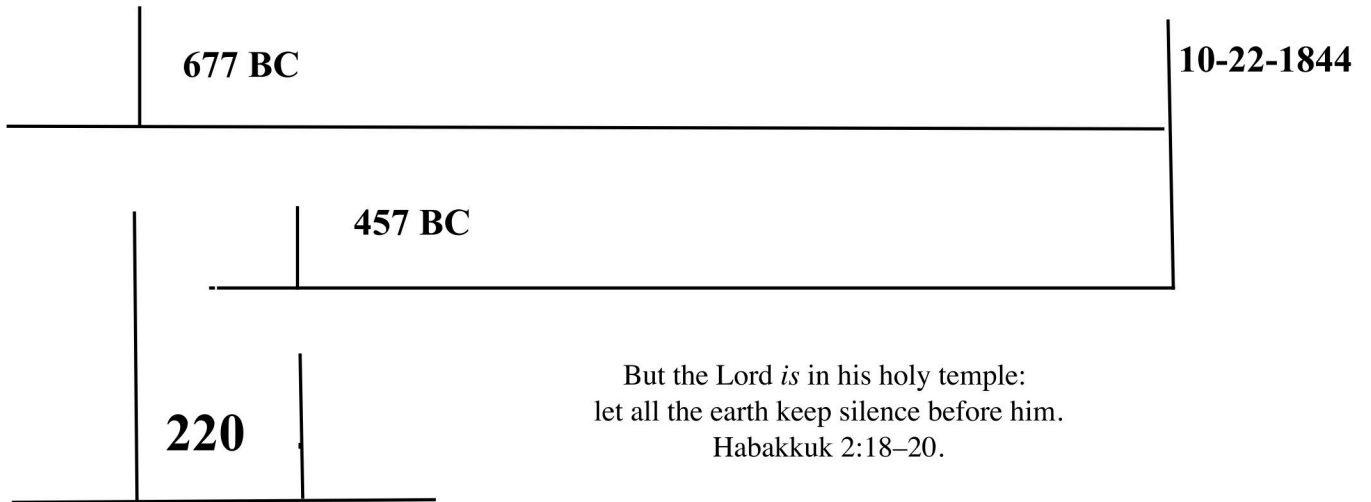 677 BC
10-22-1844
457 BC
But the Lord is in his holy temple:
let all the earth keep silence before him.
Habakkuk 2:18–20.
220